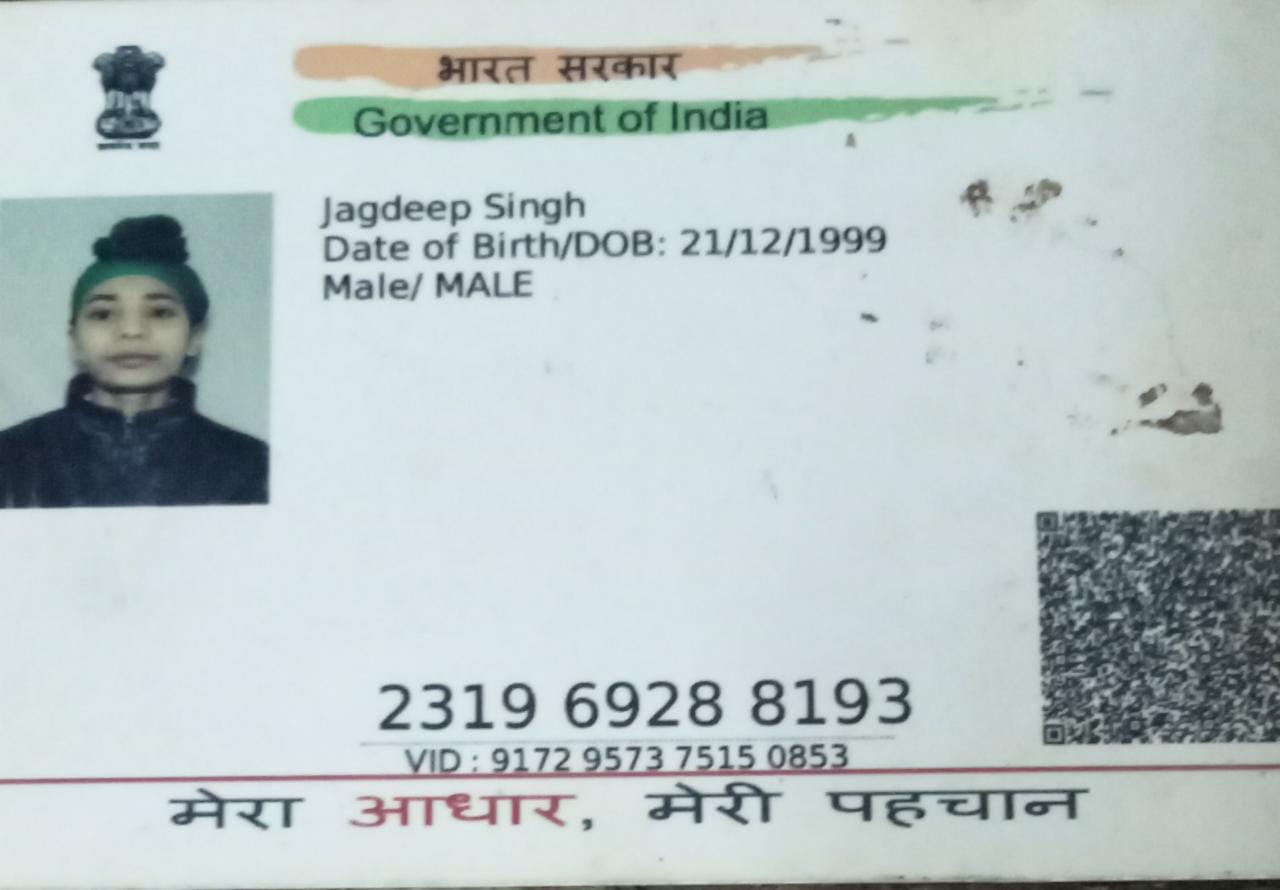 भारत सरकार
Government of India
Jagdeep Singh
Date of Birth/DOB: 21/12/1999
Male/ MALE
2319 6928 8193
VID : 9172 9573 7515 0853
मेरा आधार, मेरी पहचान